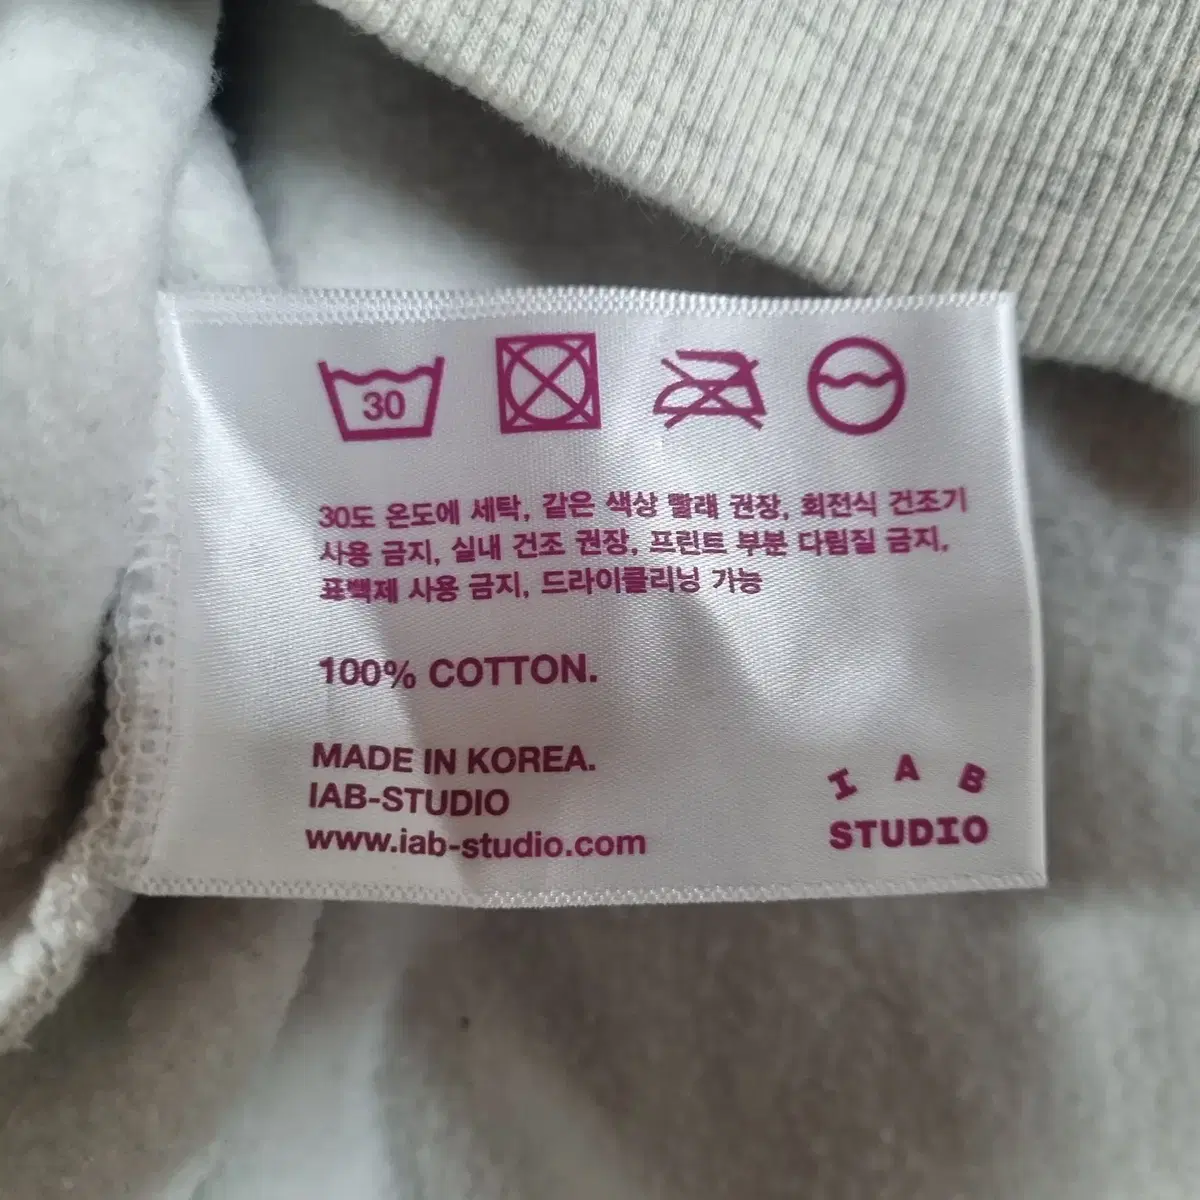 30
30도 온도에 세탁, 같은 색상 빨래 권장, 회전식 건조기
사용 금지, 실내 건조 권장, 프린트 부분 다림질 금지,
표백제 사용 금지, 드라이클리닝 가능
100% COTTON.
MADE IN KOREA.
IAB-STUDIO
www.iab-studio.com
I A B
STUDIO